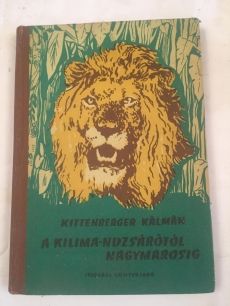 KITTENBERGER KÁLMÁN
A KILIMA-NDZSÁRÓTÓL
NAGYMAROSIG